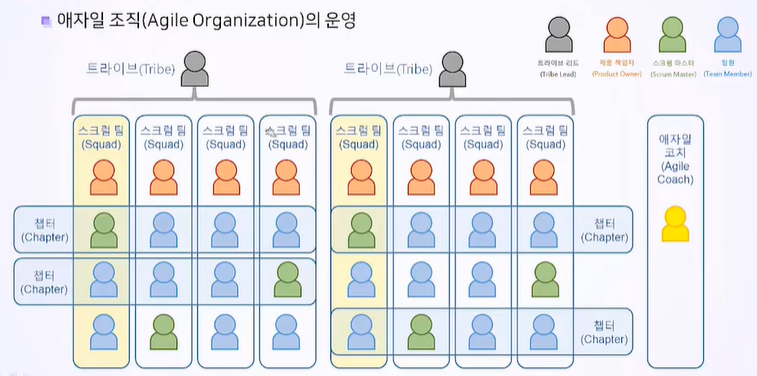 애자일 조직(Agile Organization)의 운영
트라이브 리드
(Tribe Lead)
제품 책임자
(Product Owner)
스크럼 마스터
(Scrum Master)
팀원
(Team Member)
트라이브(Tribe)
트라이브(Tribe)
스크럼 팀
(Squad)
스크럼 팀
(Squad)
스크럼 팀
(Squad)
스크럼 팀
(Squad)
스크럼 팀
(Squad)
스크럼 팀
(Squad)
스크럼 팀
(Squad)
스크럼 팀
(Squad)
애자일
코치
(Agile
Coach)
챕터
(Chapter)
챕터
(Chapter)
챕터
(Chapter)
챕터
(Chapter)